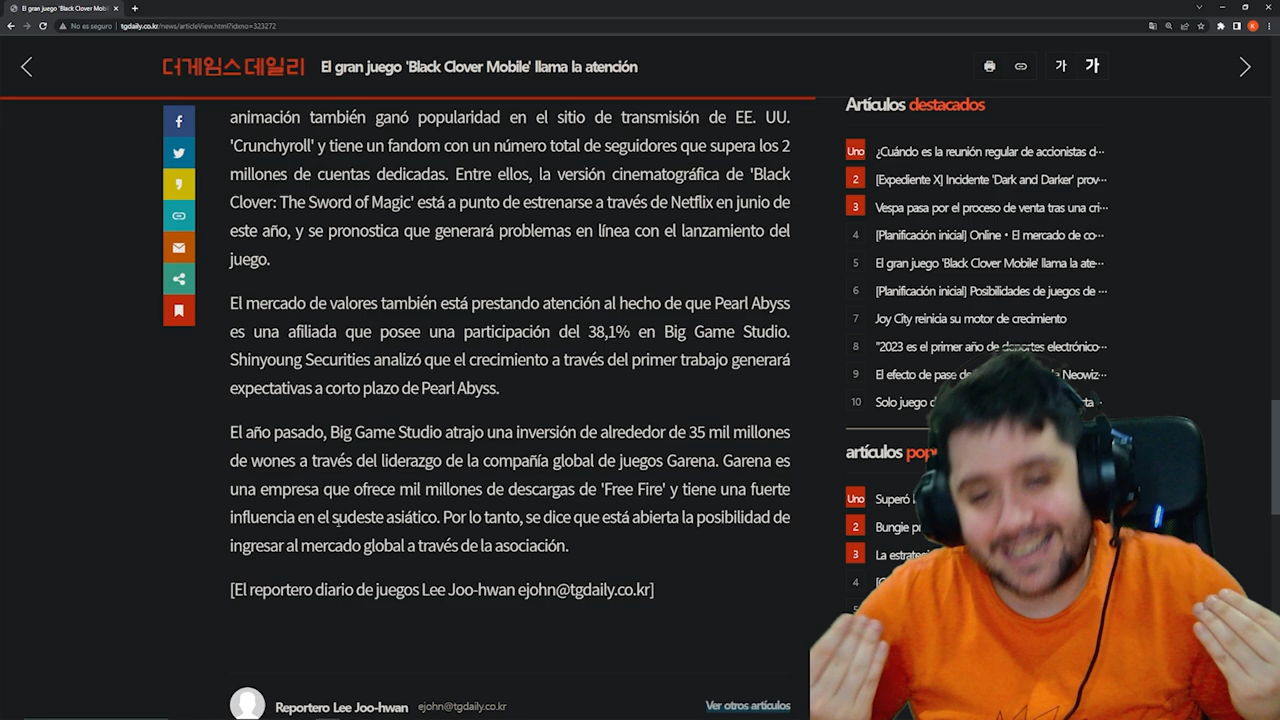 El gran juego 'Black Clover Mobile
No es seguro
tgdaily.co.kr/news/articleView.html?idxno=323272
K
더게임스데일리
El gran juego 'Black Clover Mobile' llama la atención
가
가
animación también ganó popularidad en el sitio de transmisión de EE. UU.
'Crunchyroll' y tiene un fandom con un número total de seguidores que supera los 2
millones de cuentas dedicadas. Entre ellos, la versión cinematográfica de 'Black
Clover: The Sword of Magic' está a punto de estrenarse a través de Netflix en junio de
este año, y se pronostica que generará problemas en línea con el lanzamiento del
juego.
El mercado de valores también está prestando atención al hecho de que Pearl Abyss
es una afiliada que posee una participación del 38,1% en Big Game Studio.
Shinyoung Securities analizó que el crecimiento a través del primer trabajo generará
expectativas a corto plazo de Pearl Abyss.
El año pasado, Big Game Studio atrajo una inversión de alrededor de 35 mil millones
de wones a través del liderazgo de la compañía global de juegos Garena. Garena es
una empresa que ofrece mil millones de descargas de 'Free Fire' y tiene una fuerte
influencia en el sudeste asiático. Por lo tanto, se dice que está abierta la posibilidad de
ingresar al mercado global a través de la asociación.
[El reportero diario de juegos Lee Joo-hwan ejohn@tgdaily.co.kr]
Reportero Lee Joo-hwan ejohn@tgdaily.co.kr
Ver otros artículos
Artículos destacados
Uno ¿Cuándo es la reunión regular de accionistas d···
2 [Expediente X] Incidente 'Dark and Darker' prov···
3 Vespa pasa por el proceso de venta tras una cri···
4 [Planificación inicial] Online · El mercado de co···
5 El gran juego 'Black Clover Mobile' llama la ate···
6 [Planificación inicial] Posibilidades de juegos de ···
7 Joy City reinicia su motor de crecimiento
8 "2023 es el primer año de deportes electrónico···
9 El efecto de pase de Neowiz···
10 Solo juego
artículos
Uno Superó
2 Bungie
3 La
4